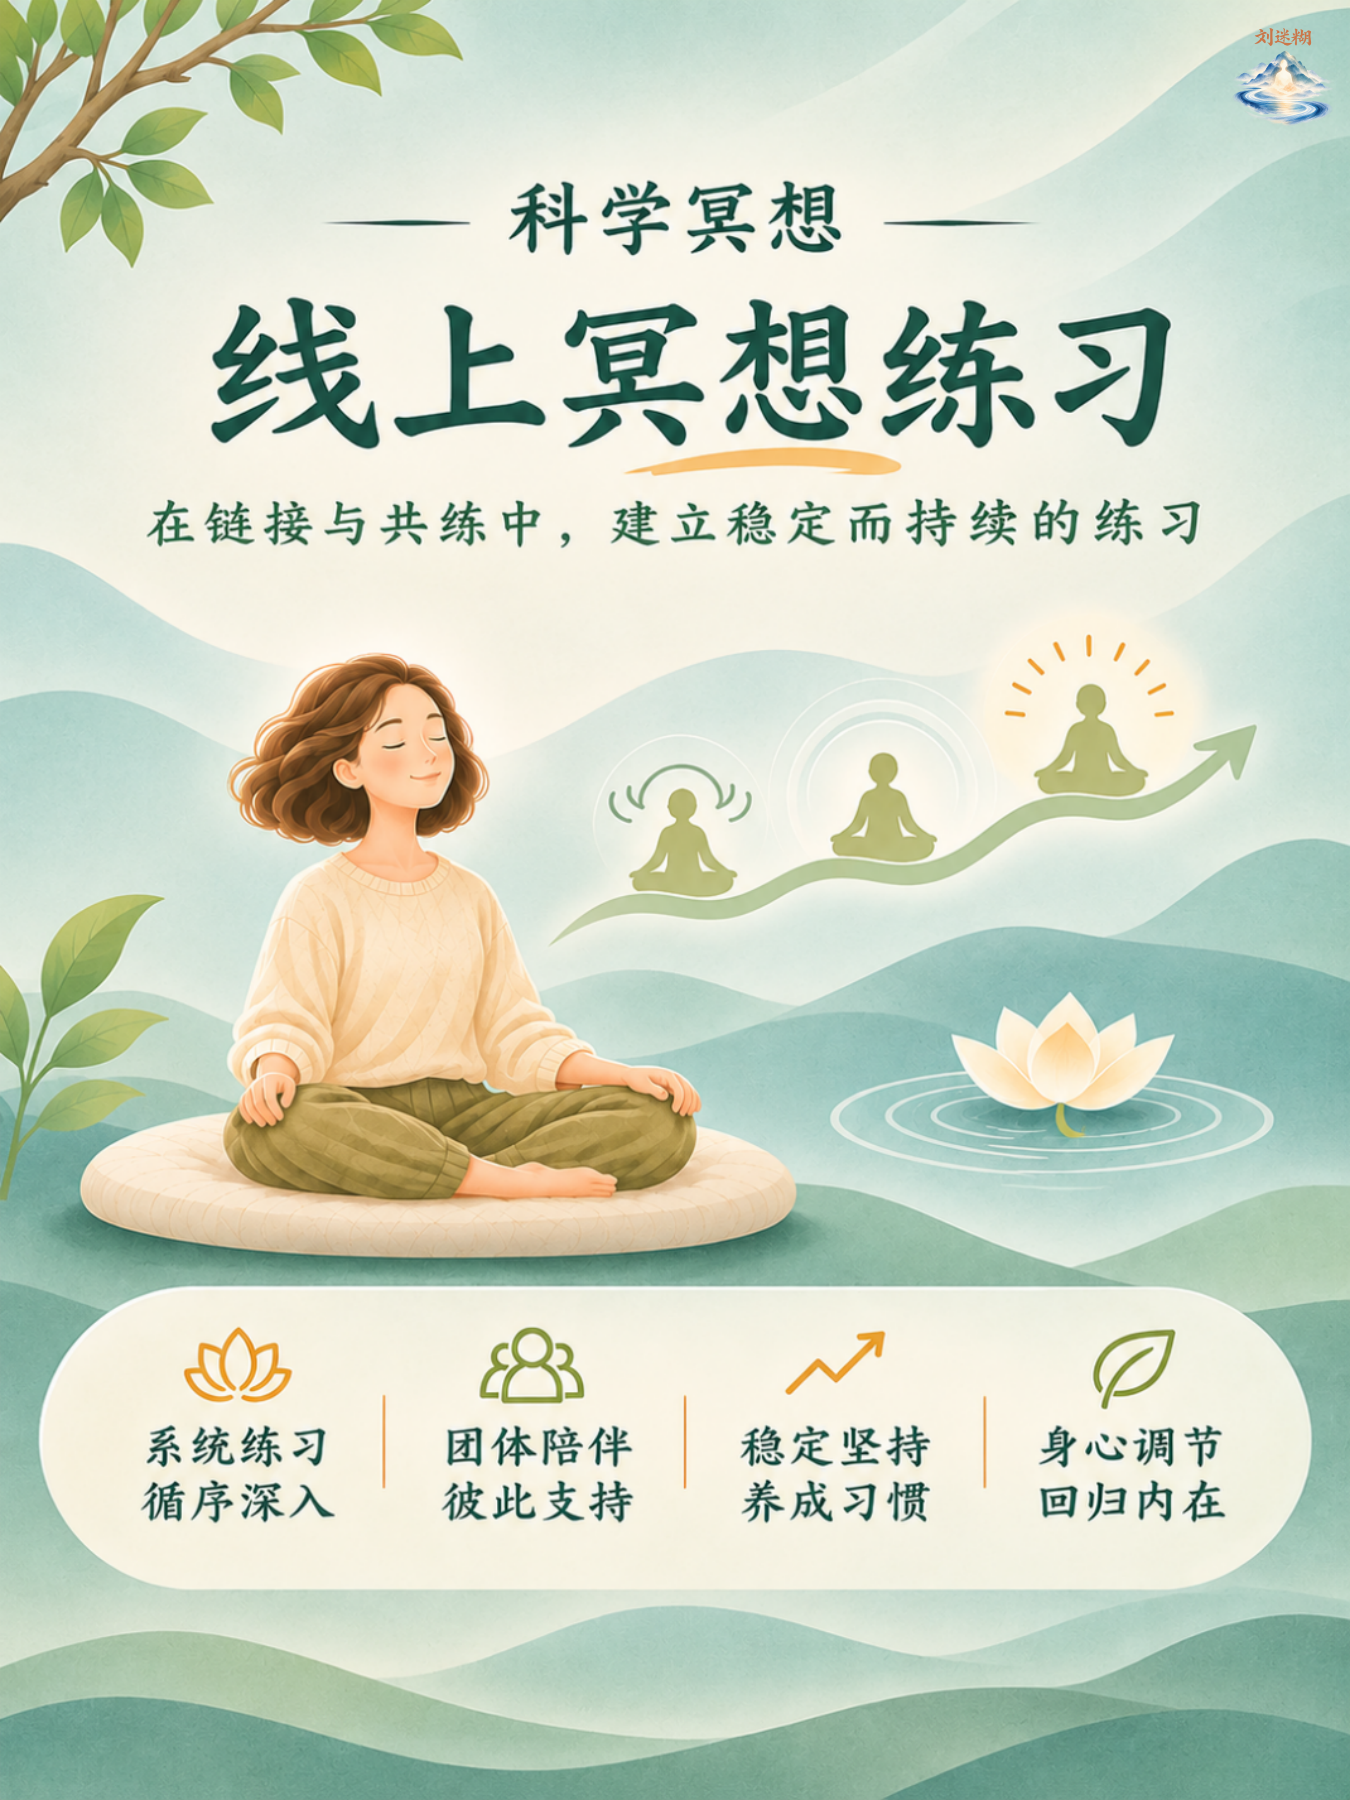 刘迷糊
科学冥想
线上冥想练习
在链接与共练中，建立稳定而持续的练习
系统练习
循序深入
团体陪伴
彼此支持
稳定坚持
养成习惯
身心调节
回归内在